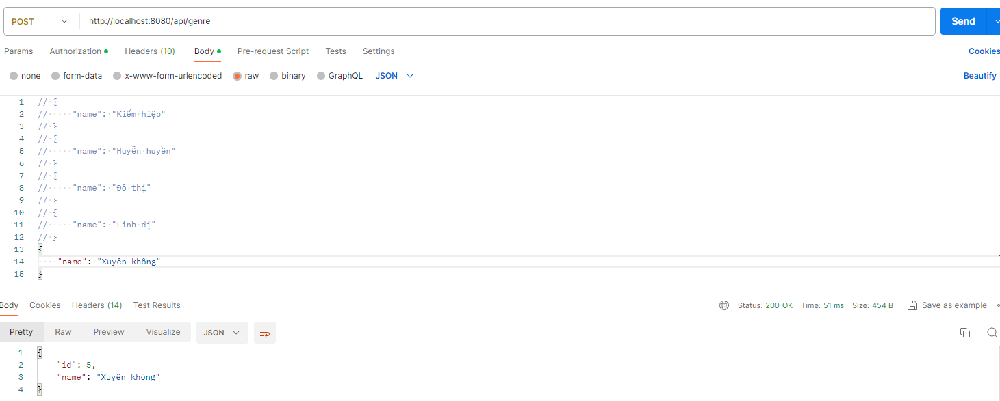 POST http://localhost:8080/api/genre Send
Params Authorization Headers (10) Body Pre-request Script Tests Settings Cookies
none form-data x-www-form-urlencoded raw binary GraphQL JSON Beautify
1 // {
2 //     "name": "Kiếm hiệp"
3 // }
4 // {
5 //     "name": "Huyễn huyền"
6 // }
7 // {
8 //     "name": "Đô thị"
9 // }
10 // {
11 //     "name": "Linh dị"
12 // }
13 {
14     "name": "Xuyên không"
15 }
Body Cookies Headers (14) Test Results Status: 200 OK Time: 51 ms Size: 454 B Save as example
Pretty Raw Preview Visualize JSON
1 {
2     "id": 5,
3     "name": "Xuyên không"
4 }